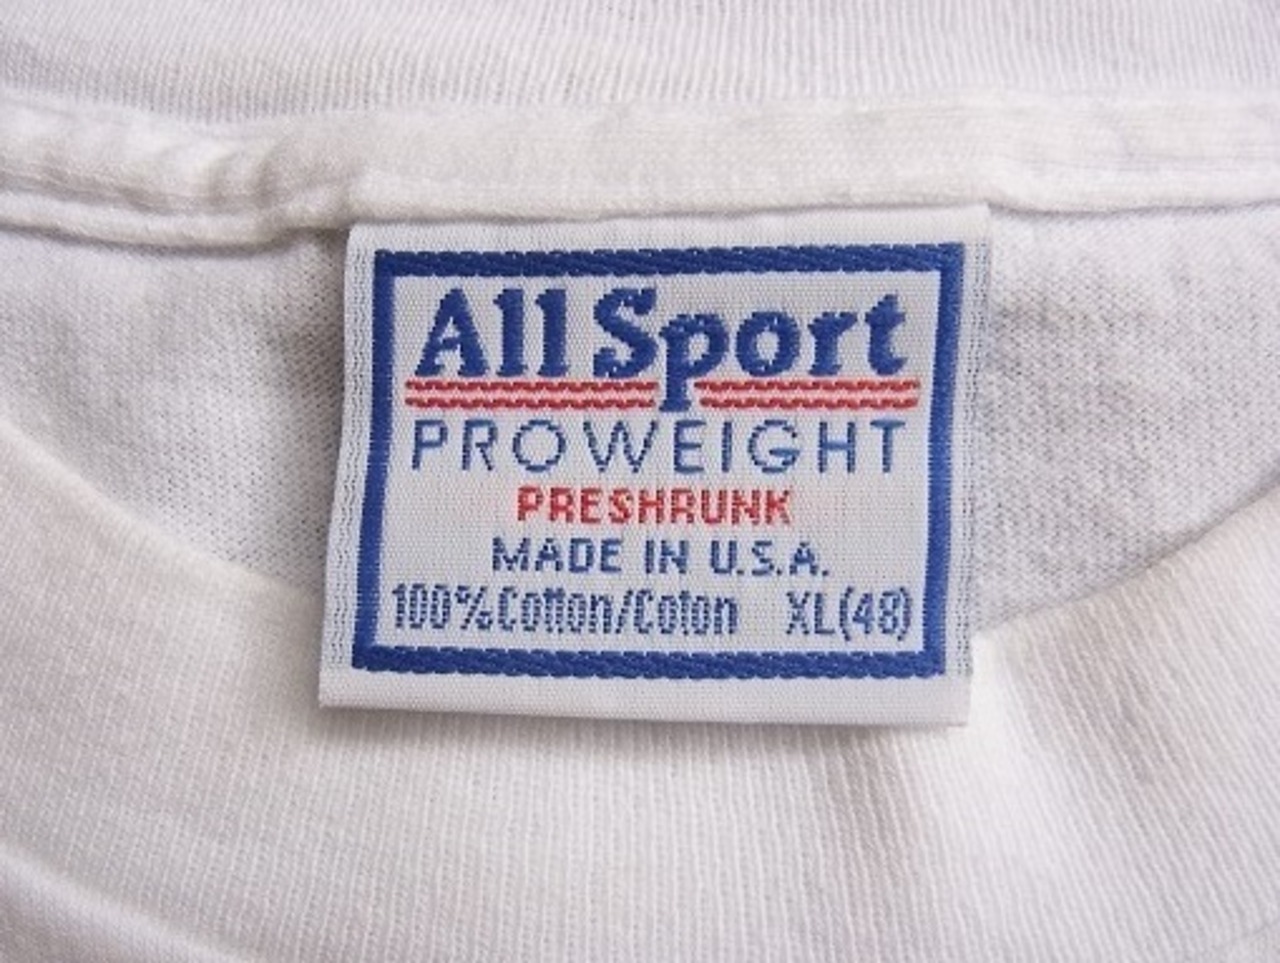 All Sport
PROWEIGHT
PRESHRUNK
MADE IN U.S.A.
100% Cotton/Coton XL(48)